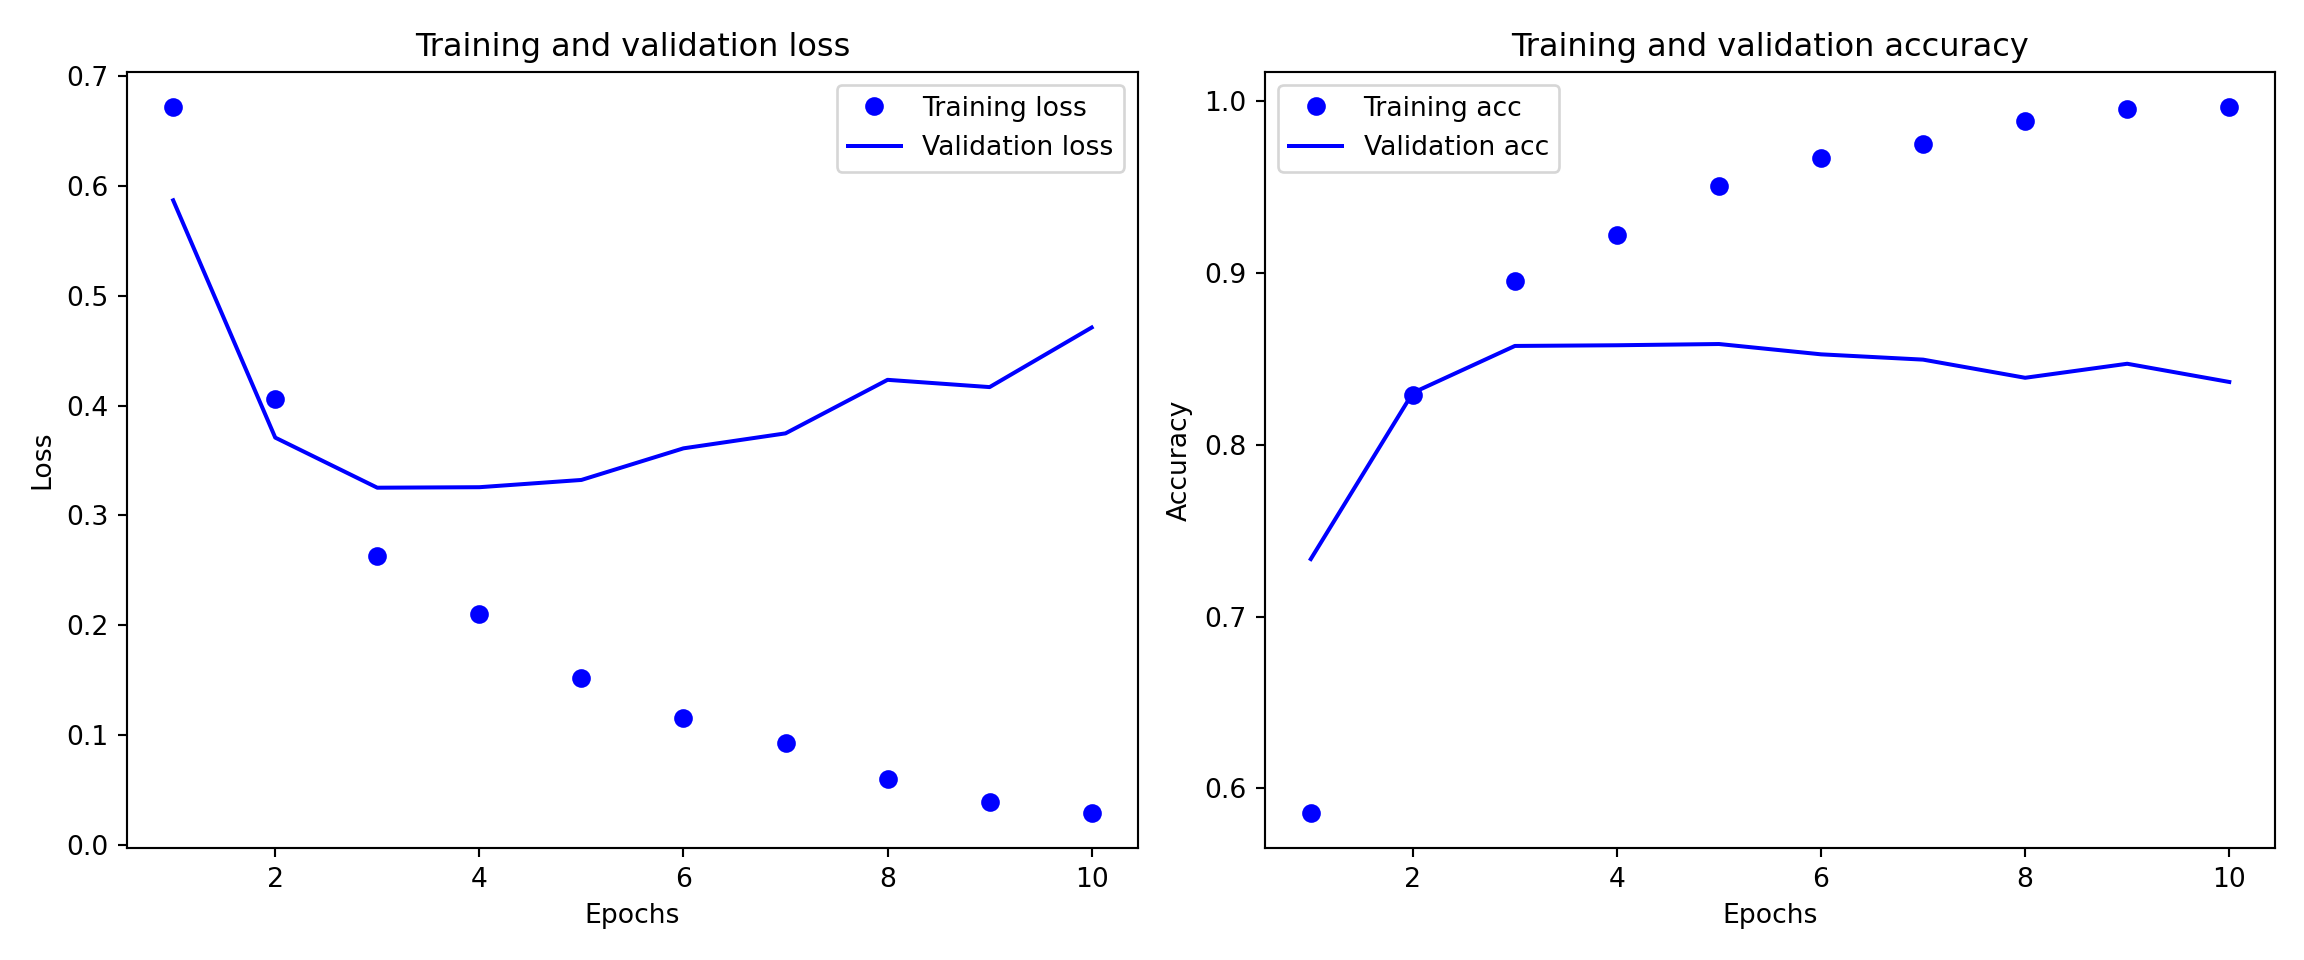 Training and validation loss
Training loss
Validation loss
0.7
0.6
0.5
0.4
0.3
0.2
0.1
0.0
Loss
2 4 6 8 10
Epochs
Training and validation accuracy
Training acc
Validation acc
1.0
0.9
0.8
0.7
0.6
Accuracy
2 4 6 8 10
Epochs